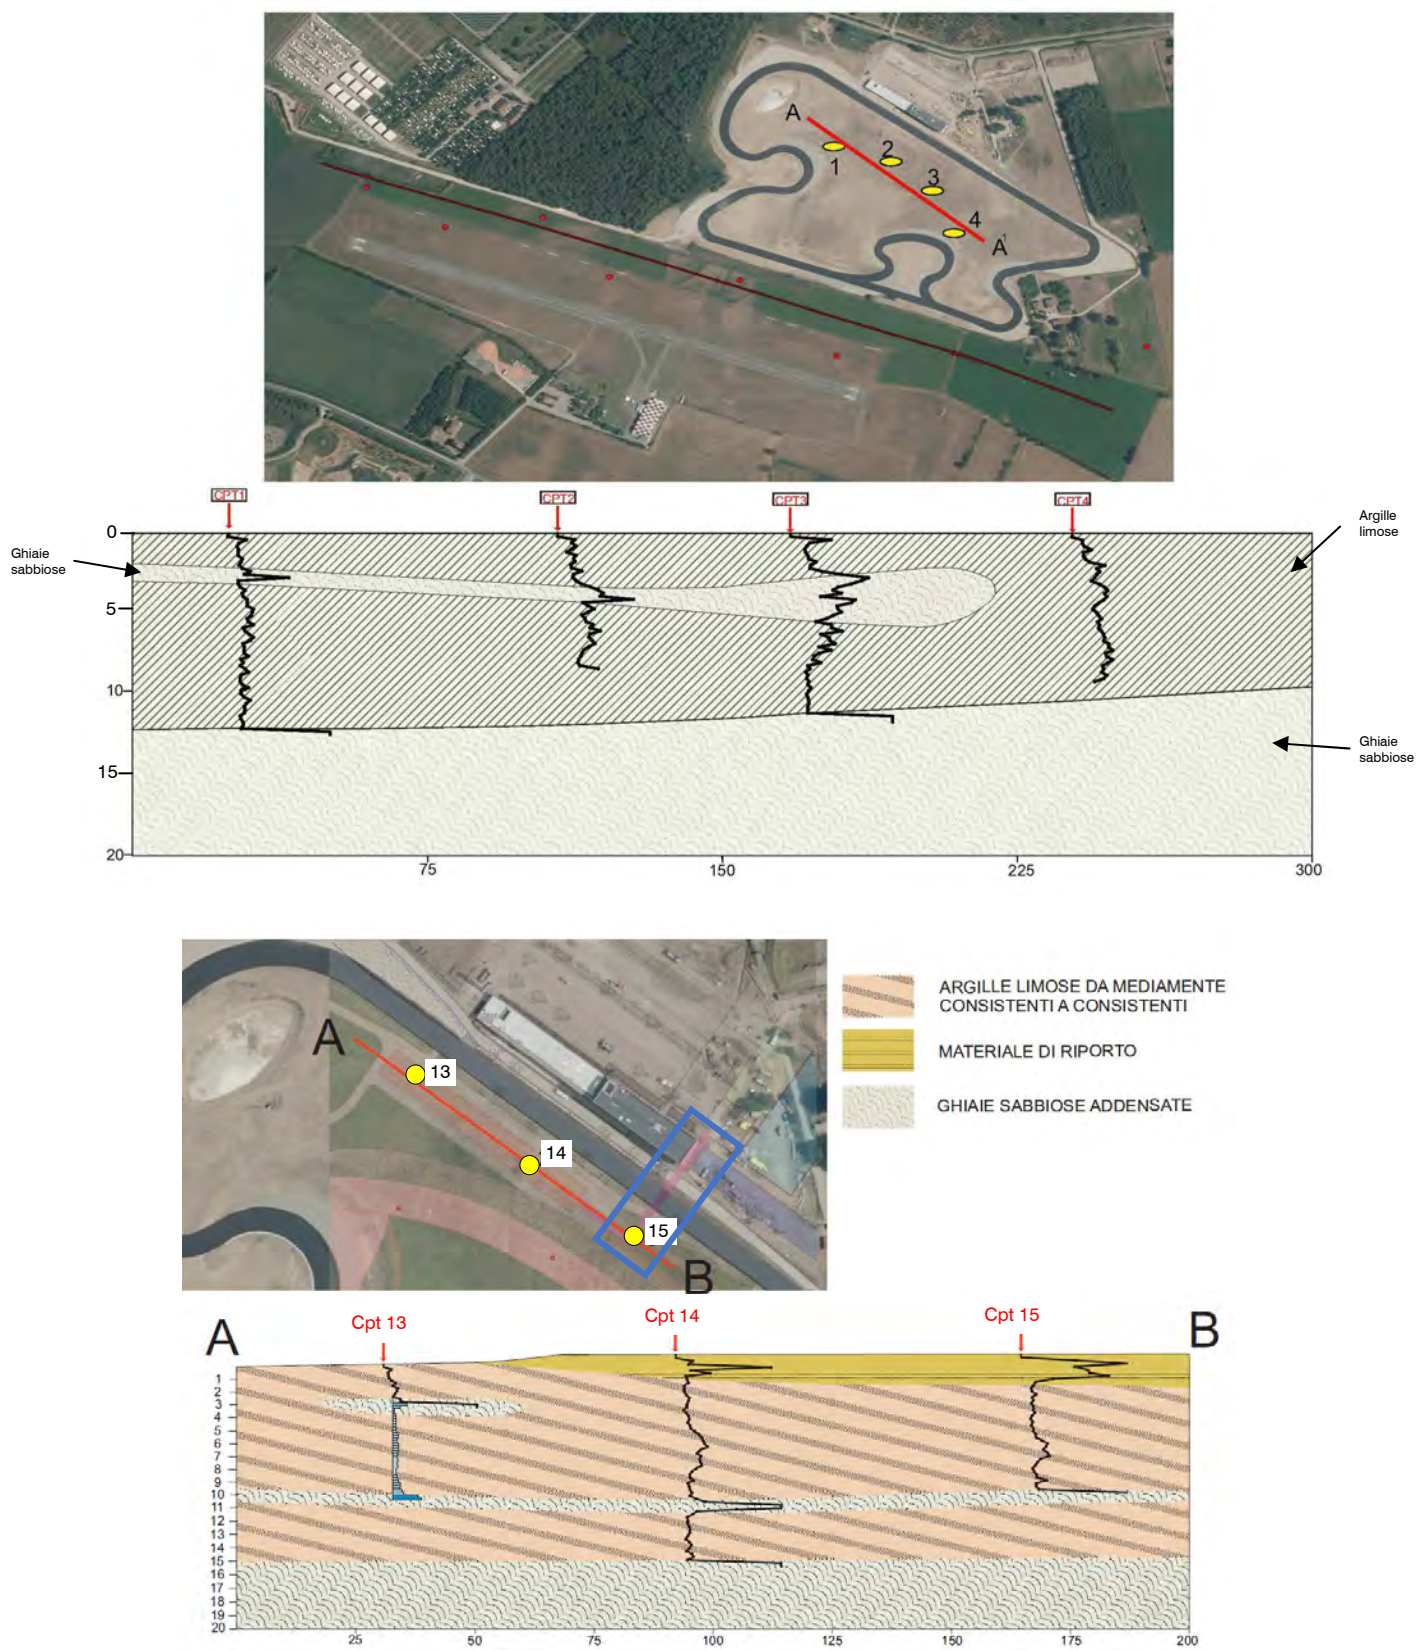 A
1
2
3
4
A'
CPT1
CPT2
CPT3
CPT4
Argille
limose
Ghiaie
sabbiose
Ghiaie
sabbiose
0
5
10
15
20
75
150
225
300
A
13
14
15
B
ARGILLE LIMOSE DA MEDIAMENTE
CONSISTENTI A CONSISTENTI
MATERIALE DI RIPORTO
GHIAIE SABBIOSE ADDENSATE
A
Cpt 13
Cpt 14
Cpt 15
B
1
2
3
4
5
6
7
8
9
10
11
12
13
14
15
16
17
18
19
20
25
50
75
100
125
150
175
200